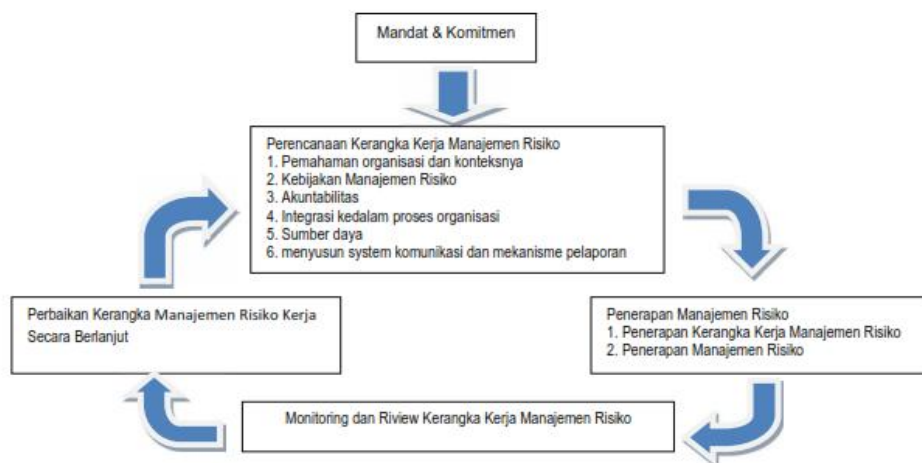 Mandat & Komitmen
Perencanaan Kerangka Kerja Manajemen Risiko
1. Pemahaman organisasi dan konteksnya
2. Kebijakan Manajemen Risiko
3. Akuntabilitas
4. Integrasi kedalam proses organisasi
5. Sumber daya
6. menyusun system komunikasi dan mekanisme pelaporan
Perbaikan Kerangka Manajemen Risiko Kerja
Secara Berlanjut
Penerapan Manajemen Risiko
1. Penerapan Kerangka Kerja Manajemen Risiko
2. Penerapan Manajemen Risiko
Monitoring dan Riview Kerangka Kerja Manajemen Risiko